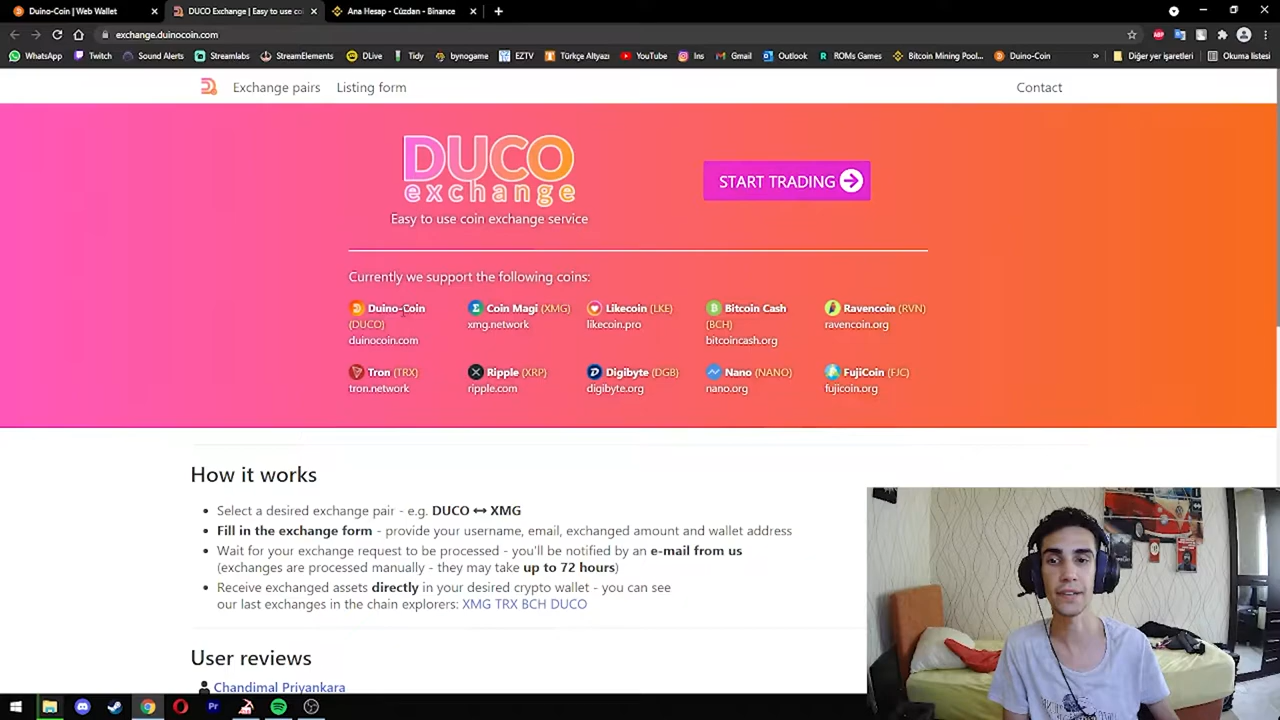 Duino-Coin | Web Wallet
DUCO Exchange | Easy to use co
Ana Hesap - Cüzdan - Binance
exchange.duinocoin.com
WhatsApp
Twitch
Sound Alerts
Streamlabs
StreamElements
DLive
Tidy
bynogame
EZTV
Türkçe Altyazı
YouTube
Ins
Gmail
Outlook
ROMs Games
Bitcoin Mining Pool...
Duino-Coin
»
Diğer yer işaretleri
Okuma listesi
Exchange pairs
Listing form
Contact
DUCO
exchange
Easy to use coin exchange service
START TRADING
Currently we support the following coins:
Duino-Coin
(DUCO)
duinocoin.com
Coin Magi (XMG)
xmg.network
Likecoin (LKE)
likecoin.pro
Bitcoin Cash
(BCH)
bitcoincash.org
Ravencoin (RVN)
ravencoin.org
Tron (TRX)
tron.network
Ripple (XRP)
ripple.com
Digibyte (DGB)
digibyte.org
Nano (NANO)
nano.org
FujiCoin (FJC)
fujicoin.org
How it works
• Select a desired exchange pair - e.g. DUCO ↔ XMG
• Fill in the exchange form - provide your username, email, exchanged amount and wallet address
• Wait for your exchange request to be processed - you'll be notified by an e-mail from us
(exchanges are processed manually - they may take up to 72 hours)
• Receive exchanged assets directly in your desired crypto wallet - you can see
our last exchanges in the chain explorers: XMG TRX BCH DUCO
User reviews
Chandimal Priyankara